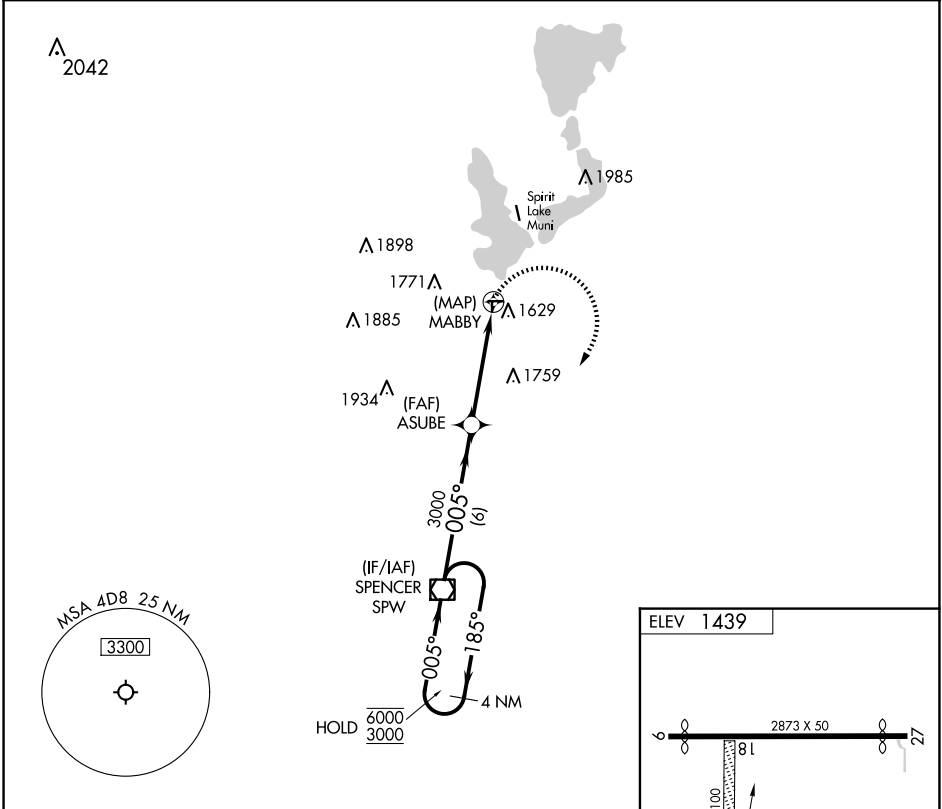 2042
1985
Spirit
Lake
Muni
1898
1771
(MAP)
MABBY
1629
1885
1759
1934
(FAF)
ASUBE
3000
005°
(6)
(IF/IAF)
SPENCER
SPW
MSA 4D8 25 NM
3300
005°
185°
4 NM
HOLD 6000
3000
ELEV 1439
9
2873 X 50
27
18
100